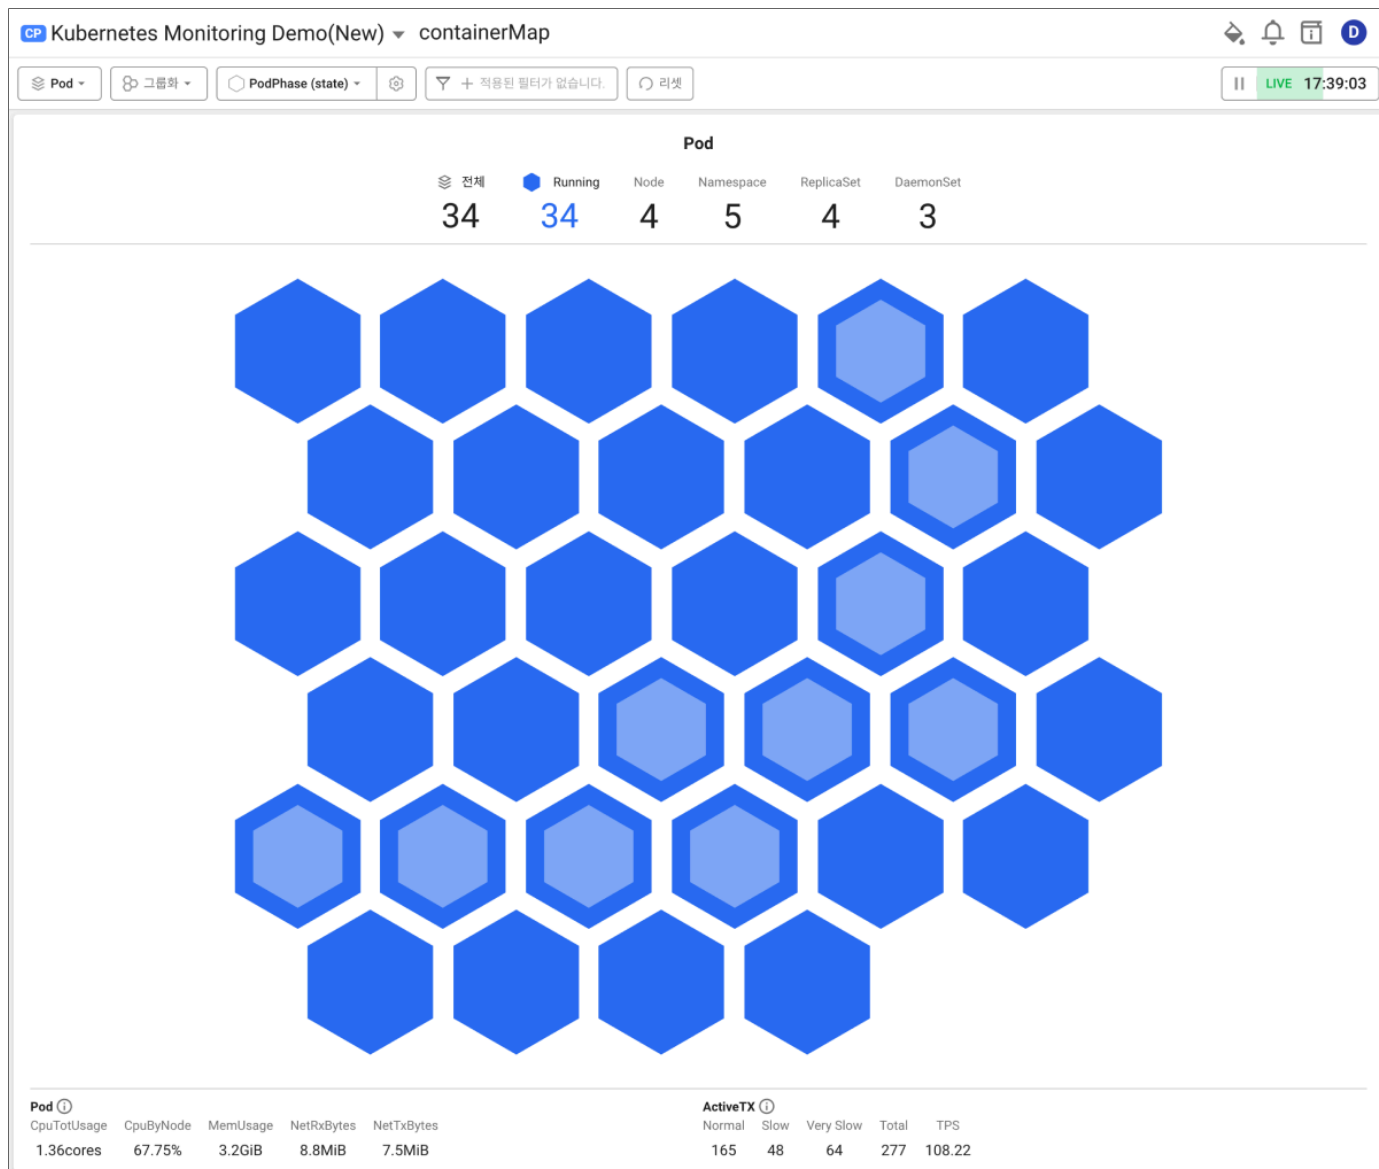 CP Kubernetes Monitoring Demo(New) containerMap D
Pod 그룹화 PodPhase (state) 적용된 필터가 없습니다. 리셋 LIVE 17:39:03
Pod
전체 Running Node Namespace ReplicaSet DaemonSet
34 34 4 5 4 3
Pod ActiveTX
CpuTotUsage CpuByNode MemUsage NetRxBytes NetTxBytes Normal Slow Very Slow Total TPS
1.36cores 67.75% 3.2GiB 8.8MiB 7.5MiB 165 48 64 277 108.22